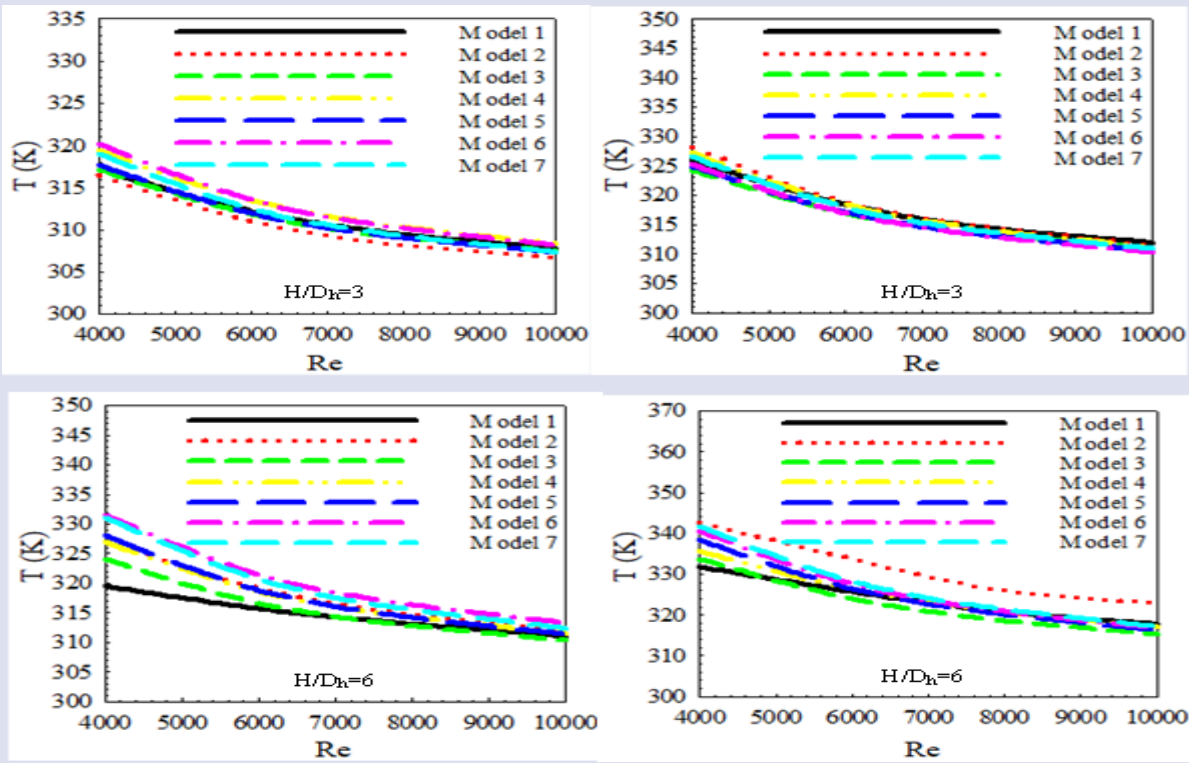 335
330
325
320
315
310
305
300
T (K)
M odel 1
M odel 2
M odel 3
M odel 4
M odel 5
M odel 6
M odel 7
H/Dh=3
4000 5000 6000 7000 8000 9000 10000
Re
350
345
340
335
330
325
320
315
310
305
300
T (K)
M odel 1
M odel 2
M odel 3
M odel 4
M odel 5
M odel 6
M odel 7
H/Dh=3
4000 5000 6000 7000 8000 9000 10000
Re
350
345
340
335
330
325
320
315
310
305
300
T (K)
M odel 1
M odel 2
M odel 3
M odel 4
M odel 5
M odel 6
M odel 7
H/Dh=6
4000 5000 6000 7000 8000 9000 10000
Re
370
360
350
340
330
320
310
300
T (K)
M odel 1
M odel 2
M odel 3
M odel 4
M odel 5
M odel 6
M odel 7
H/Dh=6
4000 5000 6000 7000 8000 9000 10000
Re